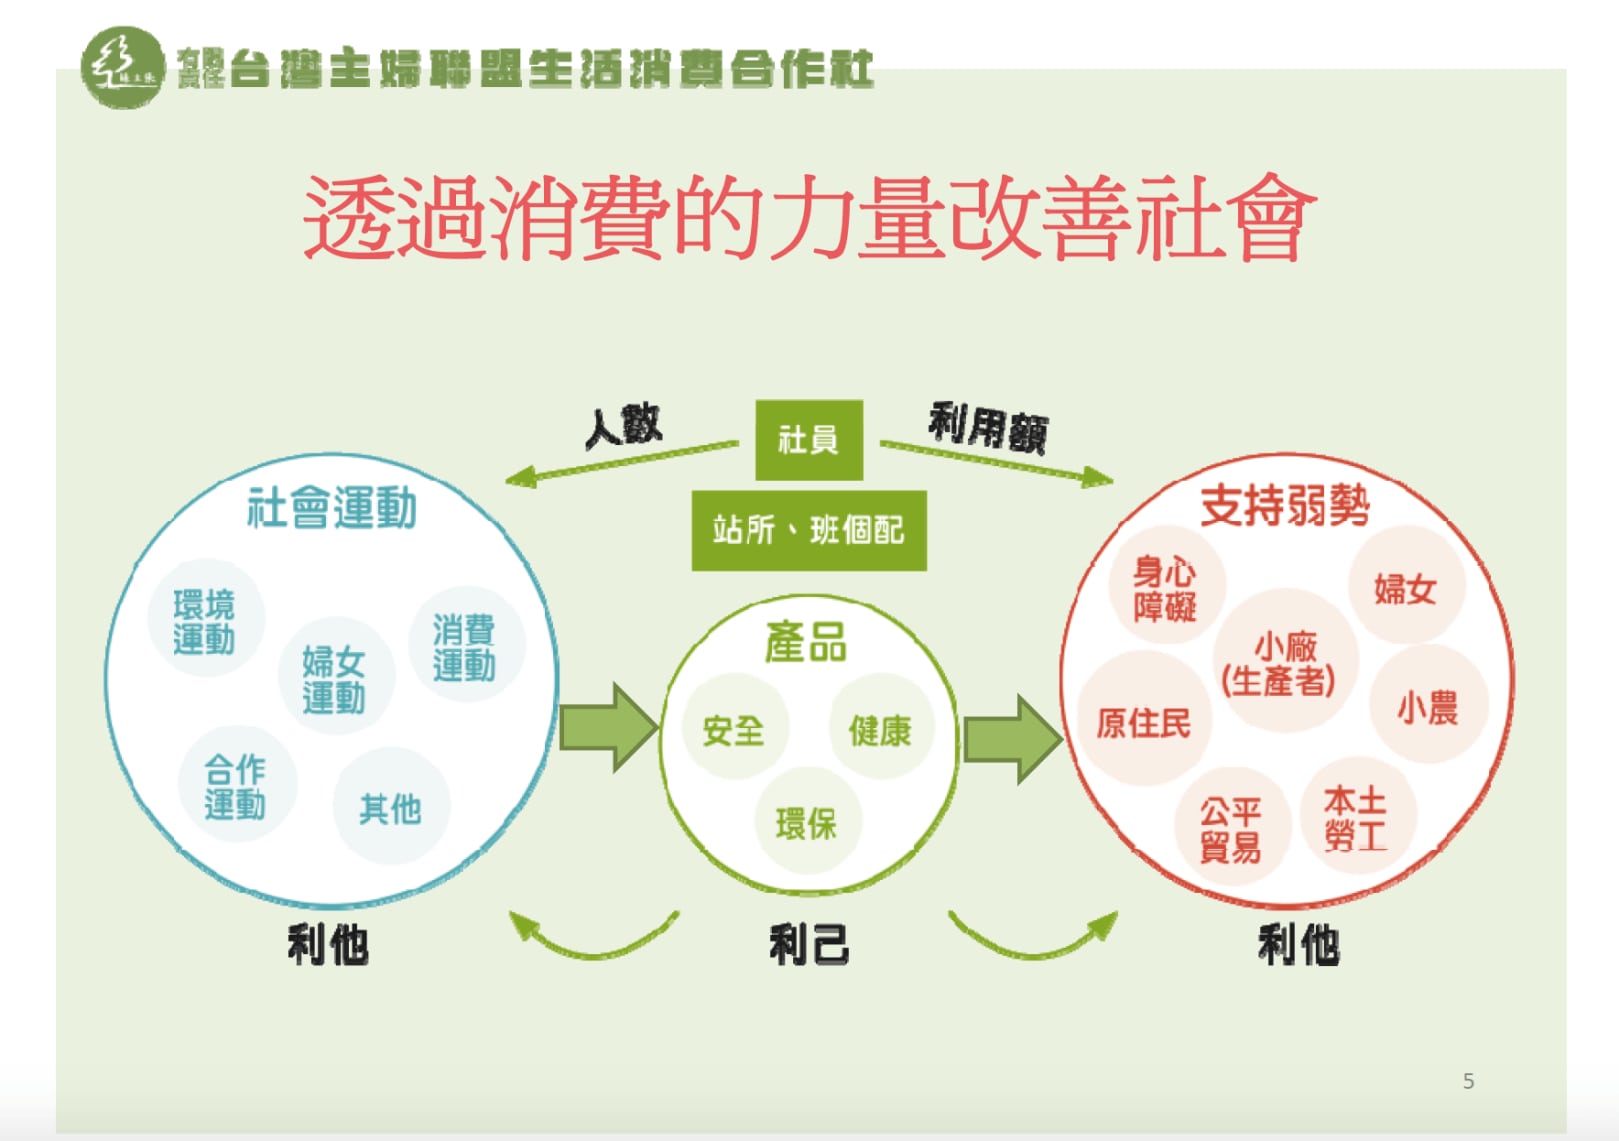 綠主張
有限責任台灣主婦聯盟生活消費合作社
透過消費的力量改善社會
人數
社員
利用額
站所、班個配
社會運動
環境
運動
婦女
運動
消費
運動
合作
運動
其他
產品
安全
健康
環保
支持弱勢
身心
障礙
婦女
小廠
(生產者)
原住民
小農
公平
貿易
本土
勞工
利他
利己
利他
5